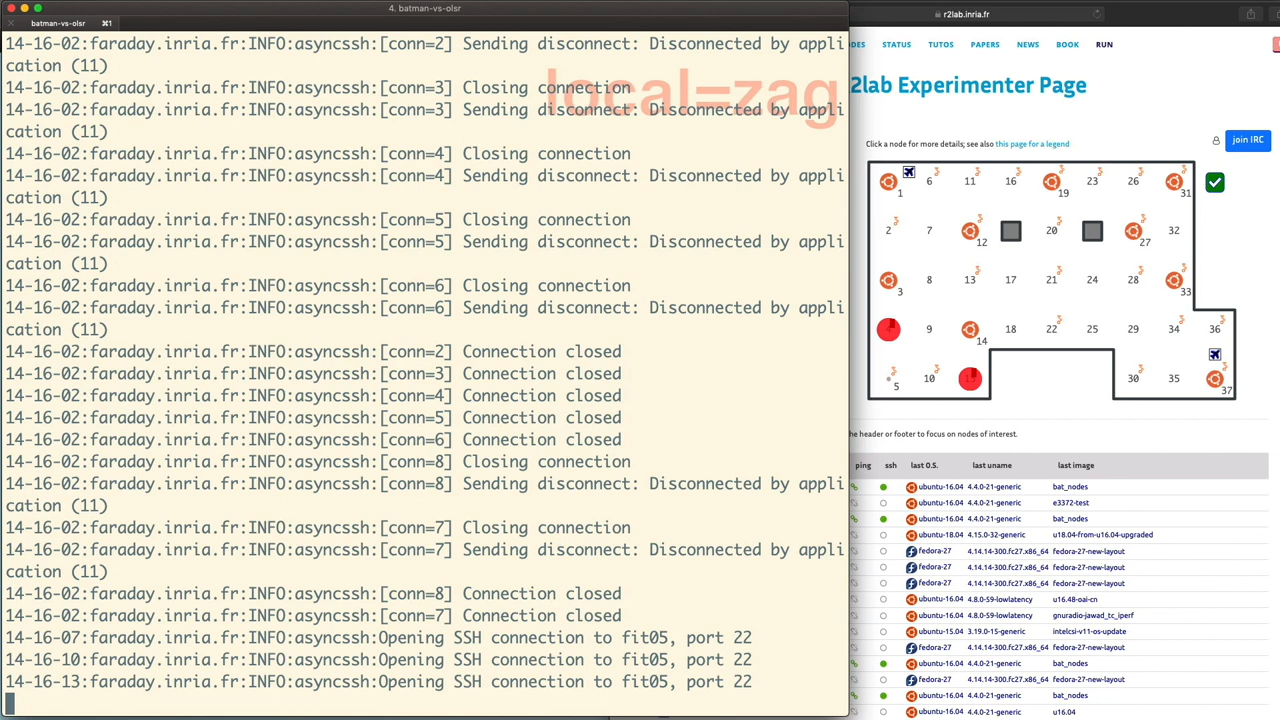 4. batman-vs-olsr
batman-vs-olsr ⌘1
local=zag
14-16-02:faraday.inria.fr:INFO:asyncssh:[conn=2] Sending disconnect: Disconnected by appli
cation (11)
14-16-02:faraday.inria.fr:INFO:asyncssh:[conn=3] Closing connection
14-16-02:faraday.inria.fr:INFO:asyncssh:[conn=3] Sending disconnect: Disconnected by appli
cation (11)
14-16-02:faraday.inria.fr:INFO:asyncssh:[conn=4] Closing connection
14-16-02:faraday.inria.fr:INFO:asyncssh:[conn=4] Sending disconnect: Disconnected by appli
cation (11)
14-16-02:faraday.inria.fr:INFO:asyncssh:[conn=5] Closing connection
14-16-02:faraday.inria.fr:INFO:asyncssh:[conn=5] Sending disconnect: Disconnected by appli
cation (11)
14-16-02:faraday.inria.fr:INFO:asyncssh:[conn=6] Closing connection
14-16-02:faraday.inria.fr:INFO:asyncssh:[conn=6] Sending disconnect: Disconnected by appli
cation (11)
14-16-02:faraday.inria.fr:INFO:asyncssh:[conn=2] Connection closed
14-16-02:faraday.inria.fr:INFO:asyncssh:[conn=3] Connection closed
14-16-02:faraday.inria.fr:INFO:asyncssh:[conn=4] Connection closed
14-16-02:faraday.inria.fr:INFO:asyncssh:[conn=5] Connection closed
14-16-02:faraday.inria.fr:INFO:asyncssh:[conn=6] Connection closed
14-16-02:faraday.inria.fr:INFO:asyncssh:[conn=8] Closing connection
14-16-02:faraday.inria.fr:INFO:asyncssh:[conn=8] Sending disconnect: Disconnected by appli
cation (11)
14-16-02:faraday.inria.fr:INFO:asyncssh:[conn=7] Closing connection
14-16-02:faraday.inria.fr:INFO:asyncssh:[conn=7] Sending disconnect: Disconnected by appli
cation (11)
14-16-02:faraday.inria.fr:INFO:asyncssh:[conn=8] Connection closed
14-16-02:faraday.inria.fr:INFO:asyncssh:[conn=7] Connection closed
14-16-07:faraday.inria.fr:INFO:asyncssh:Opening SSH connection to fit05, port 22
14-16-10:faraday.inria.fr:INFO:asyncssh:Opening SSH connection to fit05, port 22
14-16-13:faraday.inria.fr:INFO:asyncssh:Opening SSH connection to fit05, port 22
r2lab.inria.fr
DES STATUS TUTOS PAPERS NEWS BOOK RUN
2lab Experimenter Page
Click a node for more details; see also this page for a legend
join IRC
1 6 11 16 19 23 26 31
2 7 12 20 27 32
3 8 13 17 21 24 28 33
9 14 18 22 25 29 34 36
5 10 30 35 37
he header or footer to focus on nodes of interest.
ping ssh last O.S. last uname last image
ubuntu-16.04 4.4.0-21-generic bat_nodes
ubuntu-16.04 4.4.0-21-generic e3372-test
ubuntu-16.04 4.4.0-21-generic bat_nodes
ubuntu-18.04 4.15.0-32-generic u18.04-from-u16.04-upgraded
fedora-27 4.14.14-300.fc27.x86_64 fedora-27-new-layout
fedora-27 4.14.14-300.fc27.x86_64 fedora-27-new-layout
fedora-27 4.14.14-300.fc27.x86_64 fedora-27-new-layout
ubuntu-16.04 4.8.0-59-lowlatency u16.48-oai-cn
ubuntu-16.04 4.8.0-59-lowlatency gnuradio-jawad_tc_iperf
ubuntu-15.04 3.19.0-15-generic intelcsi-v11-os-update
fedora-27 4.14.14-300.fc27.x86_64 fedora-27-new-layout
ubuntu-16.04 4.4.0-21-generic bat_nodes
fedora-27 4.14.14-300.fc27.x86_64 fedora-27-new-layout
ubuntu-16.04 4.4.0-21-generic bat_nodes
ubuntu-16.04 4.4.0-21-generic u16.04